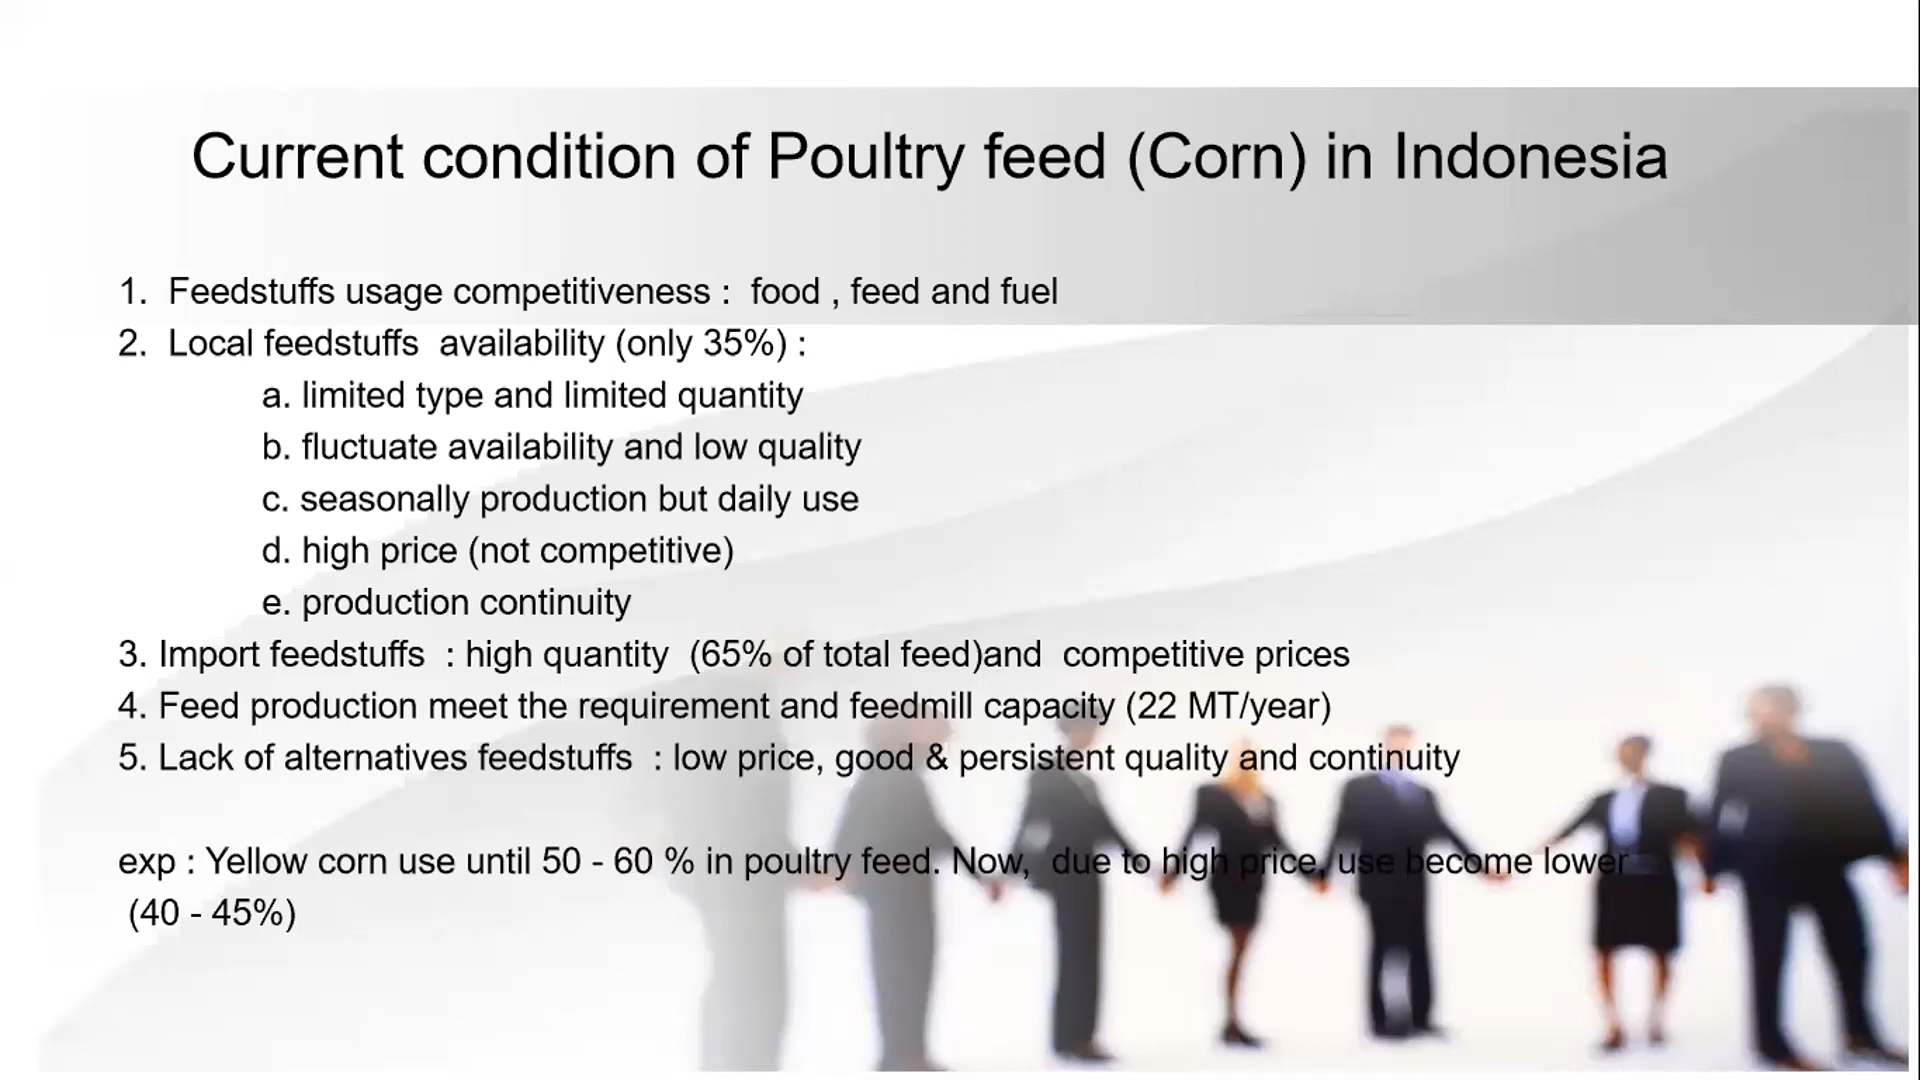 Current condition of Poultry feed (Corn) in Indonesia
1. Feedstuffs usage competitiveness : food , feed and fuel
2. Local feedstuffs availability (only 35%) :
a. limited type and limited quantity
b. fluctuate availability and low quality
c. seasonally production but daily use
d. high price (not competitive)
e. production continuity
3. Import feedstuffs : high quantity (65% of total feed)and competitive prices
4. Feed production meet the requirement and feedmill capacity (22 MT/year)
5. Lack of alternatives feedstuffs : low price, good & persistent quality and continuity
exp : Yellow corn use until 50 - 60 % in poultry feed. Now, due to high price, use become lower
(40 - 45%)